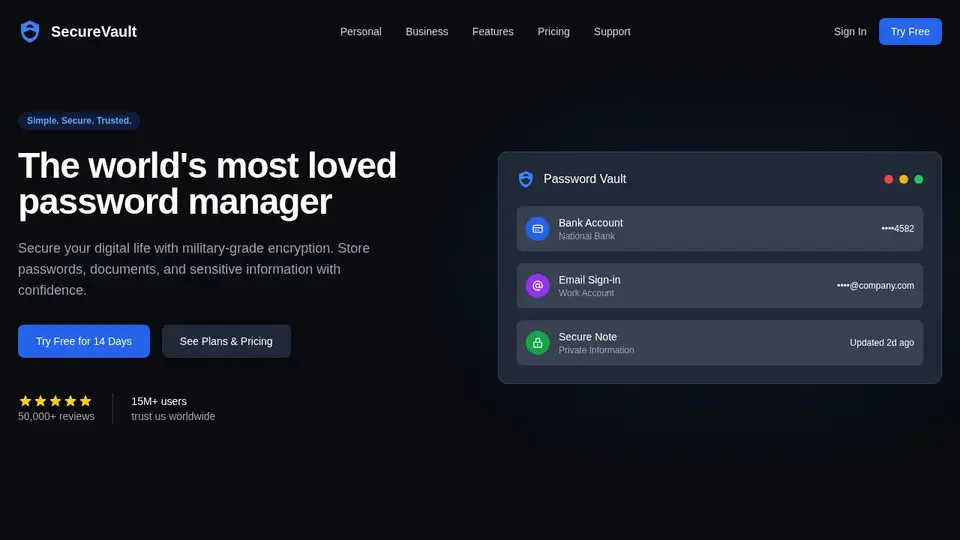 SecureVault
Personal Business Features Pricing Support
Sign In Try Free
Simple. Secure. Trusted.
The world's most loved
password manager
Secure your digital life with military-grade encryption. Store
passwords, documents, and sensitive information with
confidence.
Try Free for 14 Days See Plans & Pricing
50,000+ reviews
15M+ users
trust us worldwide
Password Vault
Bank Account
National Bank
••••4582
Email Sign-in
Work Account
••••@company.com
Secure Note
Private Information
Updated 2d ago